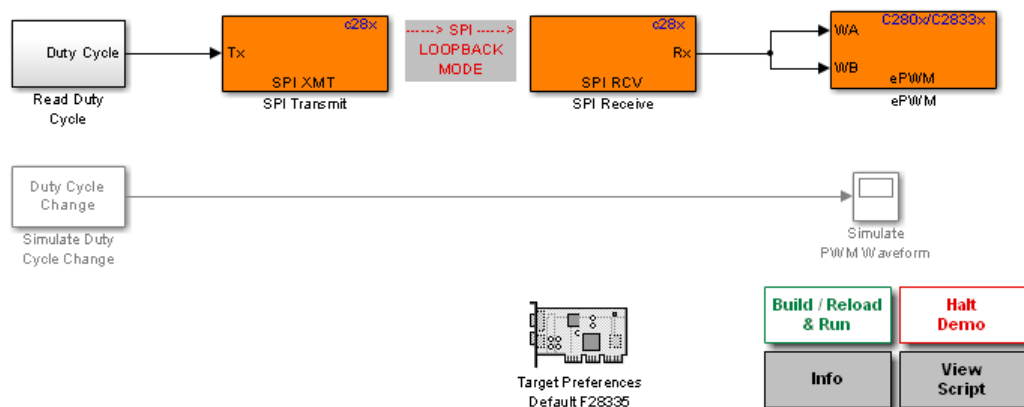 Duty Cycle
Read Duty
Cycle
c28x
Tx
SPI XMT
SPI Transmit
-----> SPI ----->
LOOPBACK
MODE
c28x
Rx
SPI RCV
SPI Receive
C280x/C2833x
WA
WB
ePWM
ePWM
Duty Cycle
Change
Simulate Duty
Cycle Change
Simulate
PWM Waveform
Target Preferences
Default F28335
Build / Reload
& Run
Halt
Demo
Info
View
Script